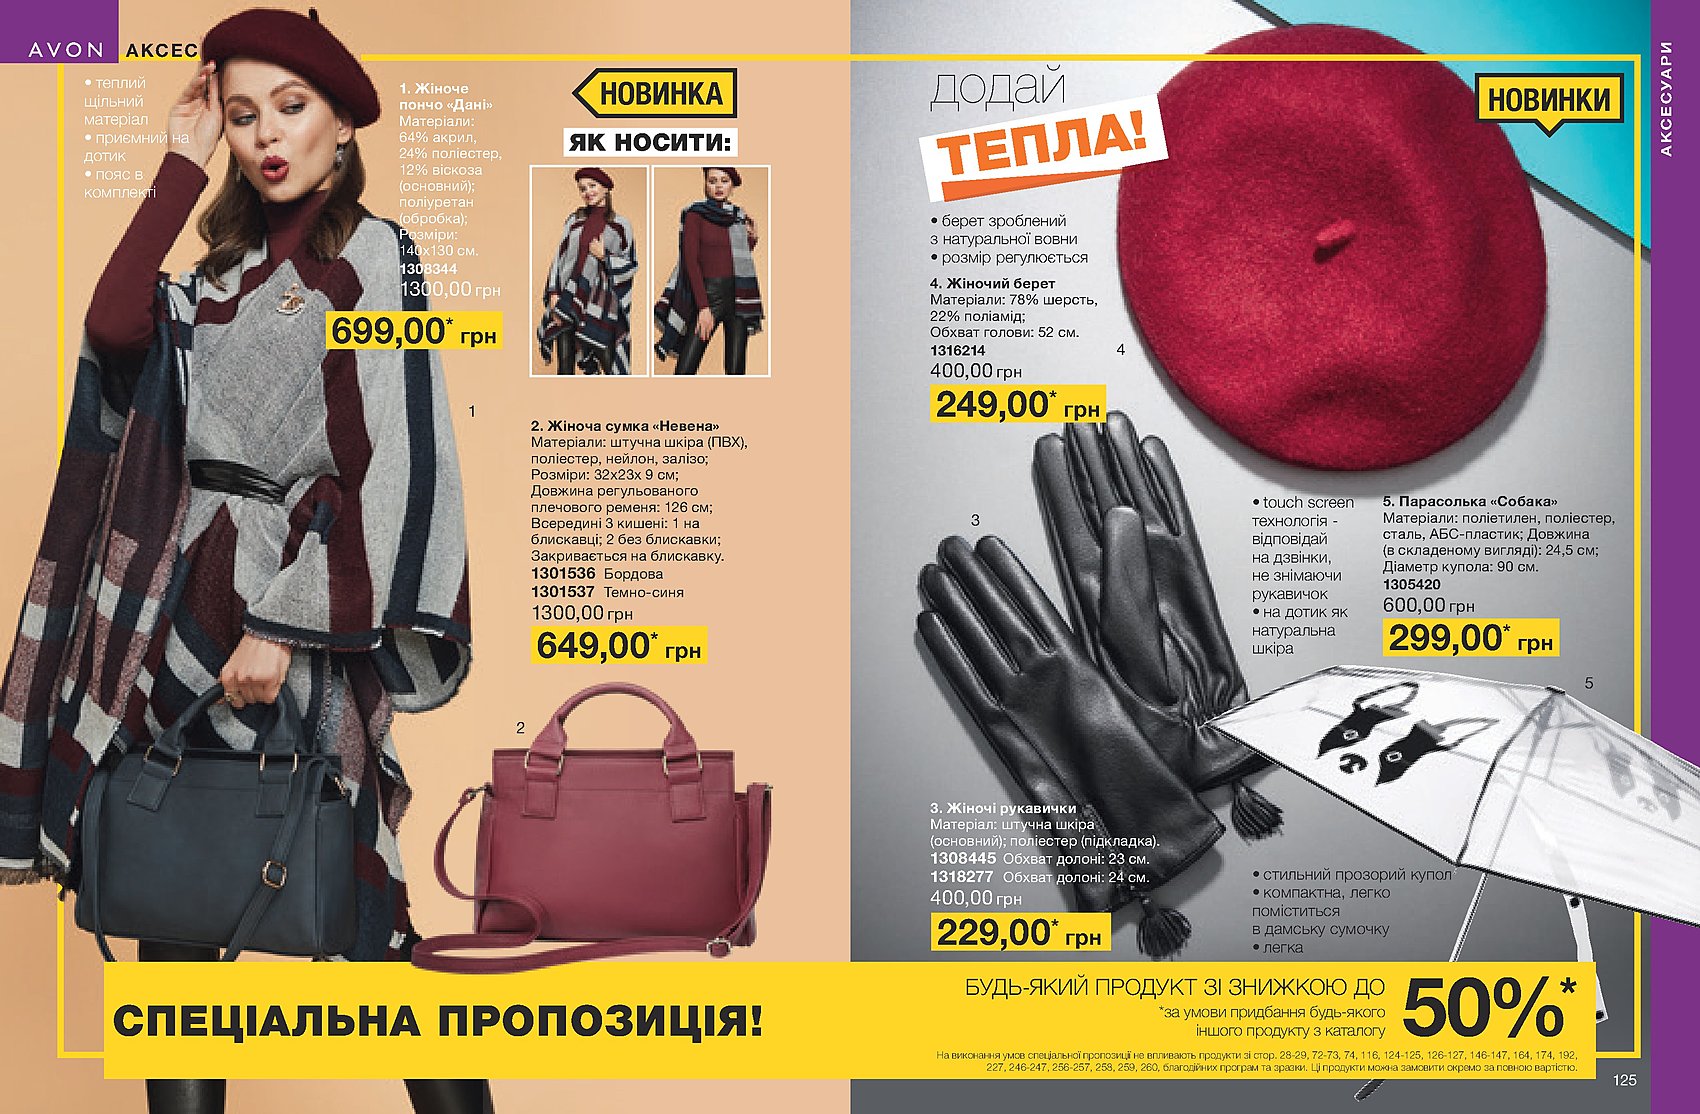 AVON
АКСЕС
• теплий
щільний
матеріал
• приємний на
дотик
• пояс в
комплекті
1. Жіноче
пончо «Дані»
Матеріали:
64% акрил,
24% поліестер,
12% віскоза
(основний);
поліуретан
(обробка);
Розміри:
140х130 см.
1308344
1300,00 грн
699,00* грн
1
НОВИНКА
ЯК НОСИТИ:
2. Жіноча сумка «Невена»
Матеріали: штучна шкіра (ПВХ),
поліестер, нейлон, залізо;
Розміри: 32х23х 9 см;
Довжина регульованого
плечового ременя: 126 см;
Всередині 3 кишені: 1 на
блискавці; 2 без блискавки;
Закривається на блискавку.
1301536 Бордова
1301537 Темно-синя
1300,00 грн
649,00* грн
2
додай
ТЕПЛА!
НОВИНКИ
АКСЕСУАРИ
• берет зроблений
з натуральної вовни
• розмір регулюється
4. Жіночий берет
Матеріали: 78% шерсть,
22% поліамід;
Обхват голови: 52 см.
1316214
400,00 грн
249,00* грн
4
3
• touch screen
технологія -
відповідай
на дзвінки,
не знімаючи
рукавичок
• на дотик як
натуральна
шкіра
5. Парасолька «Собака»
Матеріали: поліетилен, поліестер,
сталь, АБС-пластик; Довжина
(в складеному вигляді): 24,5 см;
Діаметр купола: 90 см.
1305420
600,00 грн
299,00* грн
5
3. Жіночі рукавички
Матеріал: штучна шкіра
(основний); поліестер (підкладка).
1308445 Обхват долоні: 23 см.
1318277 Обхват долоні: 24 см.
400,00 грн
229,00* грн
• стильний прозорий купол
• компактна, легко
поміститься
в дамську сумочку
• легка
СПЕЦІАЛЬНА ПРОПОЗИЦІЯ!
БУДЬ-ЯКИЙ ПРОДУКТ ЗІ ЗНИЖКОЮ ДО
50%*
*за умови придбання будь-якого
іншого продукту з каталогу
На виконання умов спеціальної пропозиції не впливають продукти зі стор. 28-29, 72-73, 74, 116, 124-125, 126-127, 146-147, 164, 174, 192,
227, 246-247, 256-257, 258, 259, 260, благодійних програм та зразки. Ці продукти можна замовити окремо за повною вартістю.
125